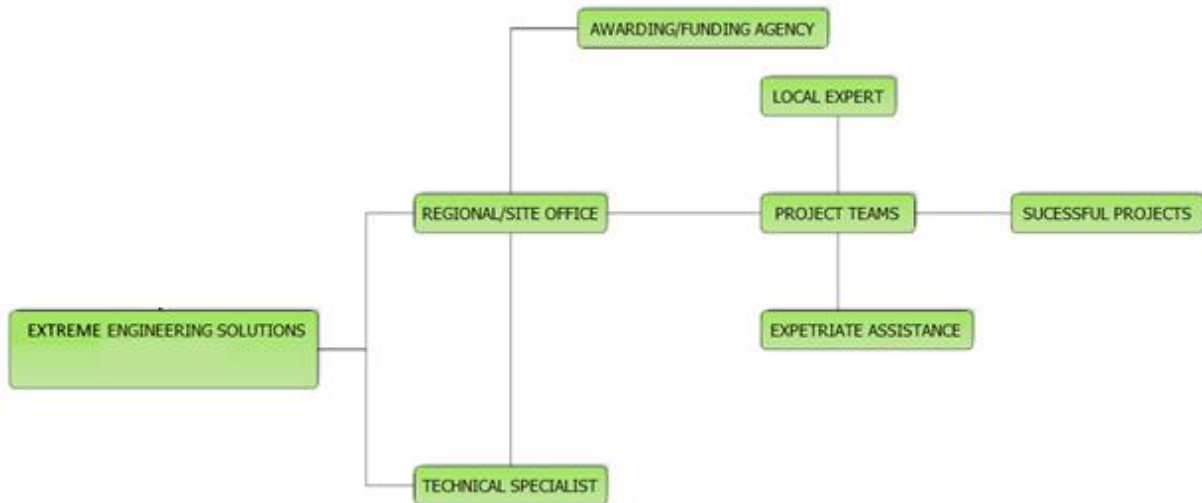 AWARDING/FUNDING AGENCY
LOCAL EXPERT
REGIONAL/SITE OFFICE
PROJECT TEAMS
SUCESSFUL PROJECTS
EXTREME ENGINEERING SOLUTIONS
EXPETRIATE ASSISTANCE
TECHNICAL SPECIALIST